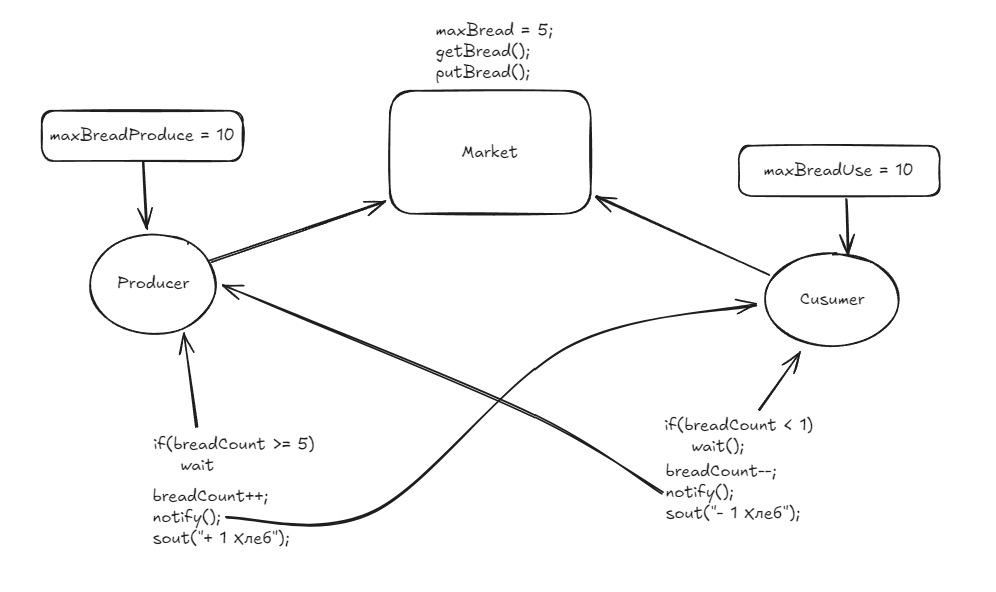 maxBread = 5;
getBread();
putBread();
Market
maxBreadProduce = 10
maxBreadUse = 10
Producer
Cusumer
if(breadCount >= 5)
wait
breadCount++;
notify();
sout("+ 1 хлеб");
if(breadCount < 1)
wait();
breadCount--;
notify();
sout("- 1 хлеб");